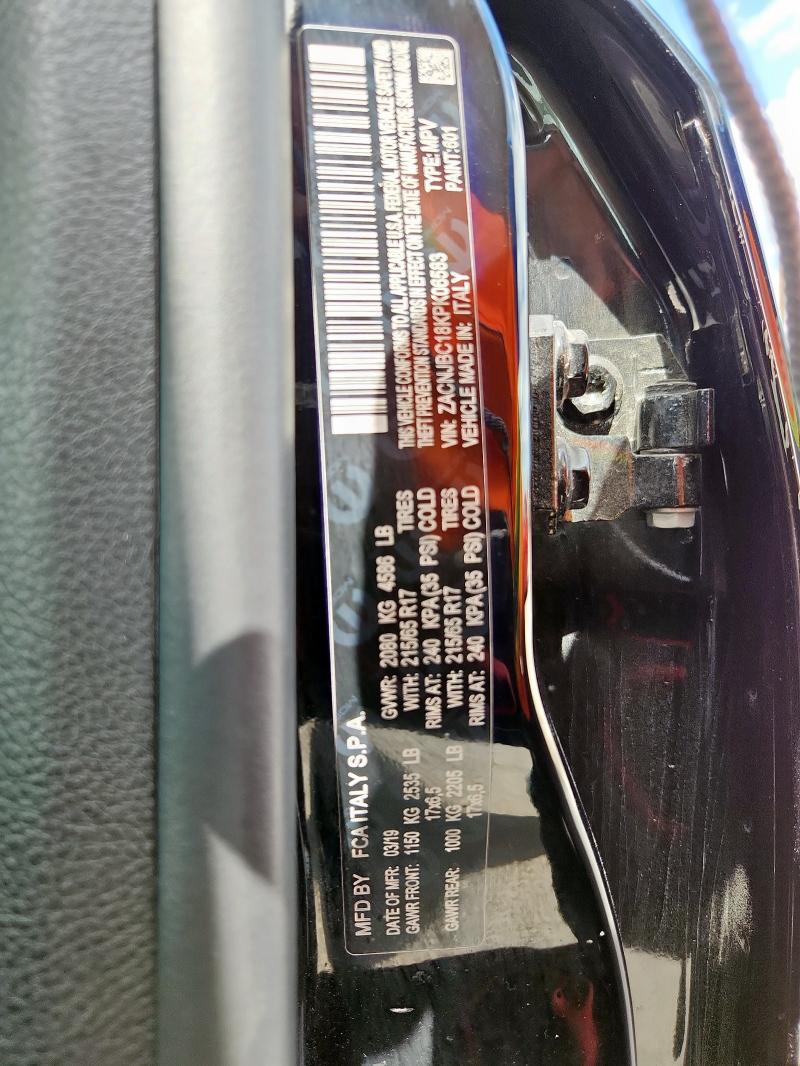 MFD BY FCA ITALY S.P.A.
DATE OF MFR: 03/19 GVWR: 2080 KG 4586 LB
GAWR FRONT: 1150 KG 2535 LB WITH: 215/65 R17 TIRES
17x6,5 RIMS AT: 240 KPA (35 PSI) COLD
GAWR REAR: 1000 KG 2205 LB WITH: 215/65 R17 TIRES
17x6,5 RIMS AT: 240 KPA (35 PSI) COLD
THIS VEHICLE CONFORMS TO ALL APPLICABLE U.S.A. FEDERAL MOTOR VEHICLE SAFETY AND
THEFT PREVENTION STANDARDS IN EFFECT ON THE DATE OF MANUFACTURE SHOWN ABOVE
VIN: ZACNJBC18KPK06583 TYPE: MPV
VEHICLE MADE IN: ITALY PAINT: 601